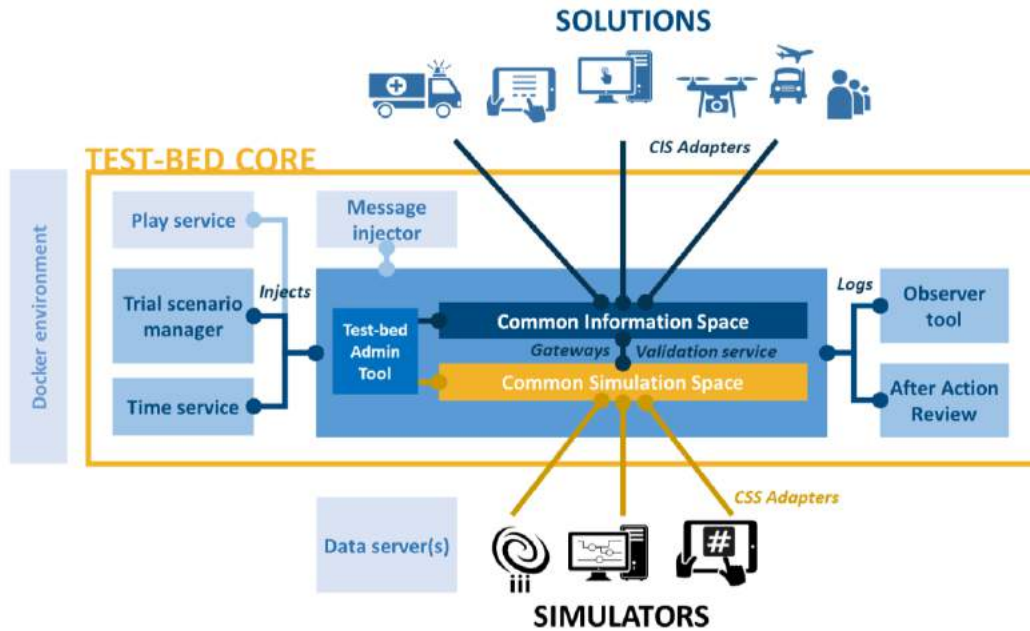 SOLUTIONS
CIS Adapters
TEST-BED CORE
Docker environment
Play service
Message
injector
Trial scenario
manager
Injects
Time service
Test-bed
Admin
Tool
Common Information Space
Gateways
Validation service
Common Simulation Space
Logs
Observer
tool
After Action
Review
CSS Adapters
Data server(s)
#
SIMULATORS